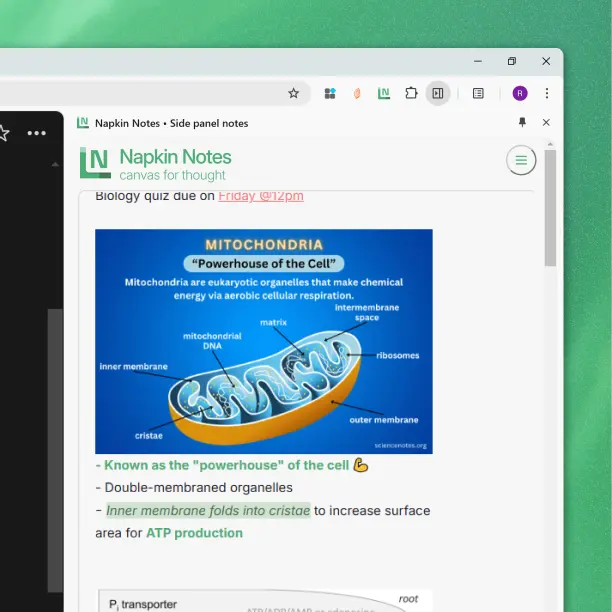 R
Napkin Notes • Side panel notes
LN Napkin Notes
canvas for thought
Biology quiz due on Friday @12pm
MITOCHONDRIA
“Powerhouse of the Cell”
Mitochondria are eukaryotic organelles that make chemical
energy via aerobic cellular respiration.
intermembrane
space
matrix
mitochondrial
DNA
ribosomes
inner membrane
outer membrane
cristae
sciencenotes.org
- Known as the "powerhouse" of the cell 💪
- Double-membraned organelles
- Inner membrane folds into cristae to increase surface
area for ATP production
root
Pi transporter
ATP/ADP/AMP or adenosine